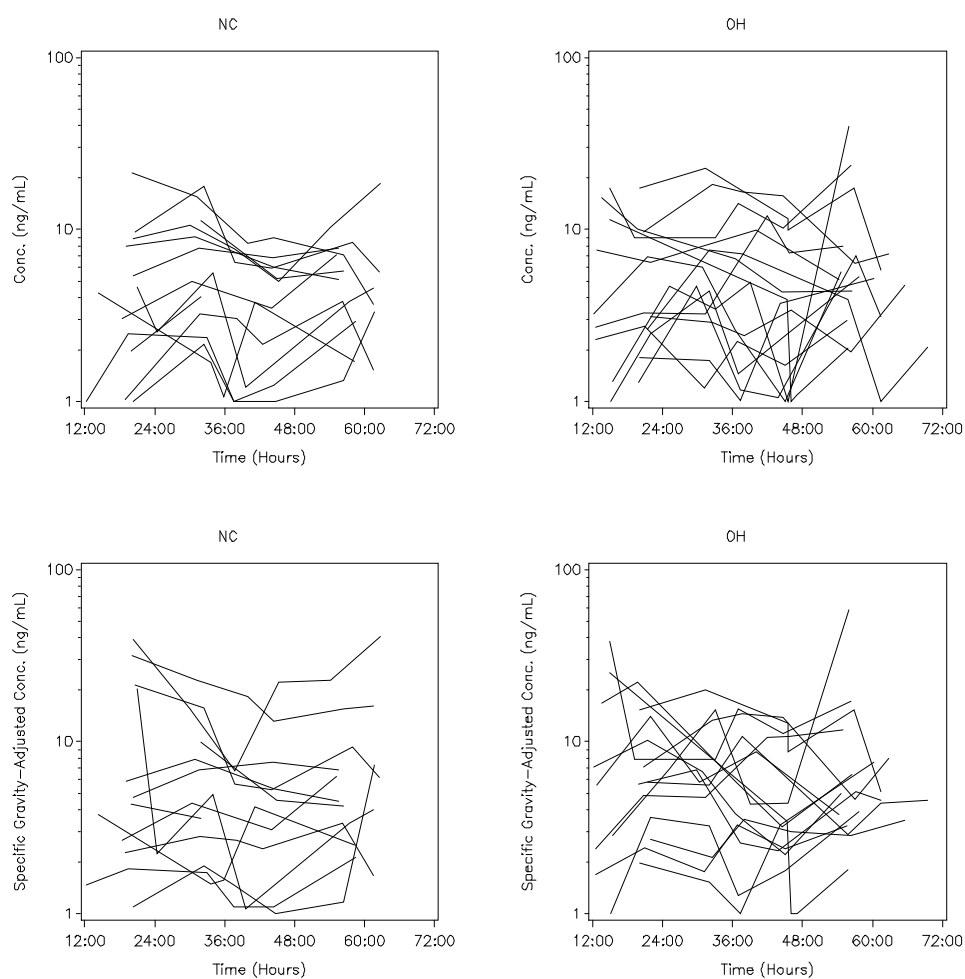 NC
OH
100
10
1
Conc. (ng/mL)
12:00 24:00 36:00 48:00 60:00 72:00
Time (Hours)
100
10
1
Conc. (ng/mL)
12:00 24:00 36:00 48:00 60:00 72:00
Time (Hours)
NC
OH
100
10
1
Specific Gravity-Adjusted Conc. (ng/mL)
12:00 24:00 36:00 48:00 60:00 72:00
Time (Hours)
100
10
1
Specific Gravity-Adjusted Conc. (ng/mL)
12:00 24:00 36:00 48:00 60:00 72:00
Time (Hours)